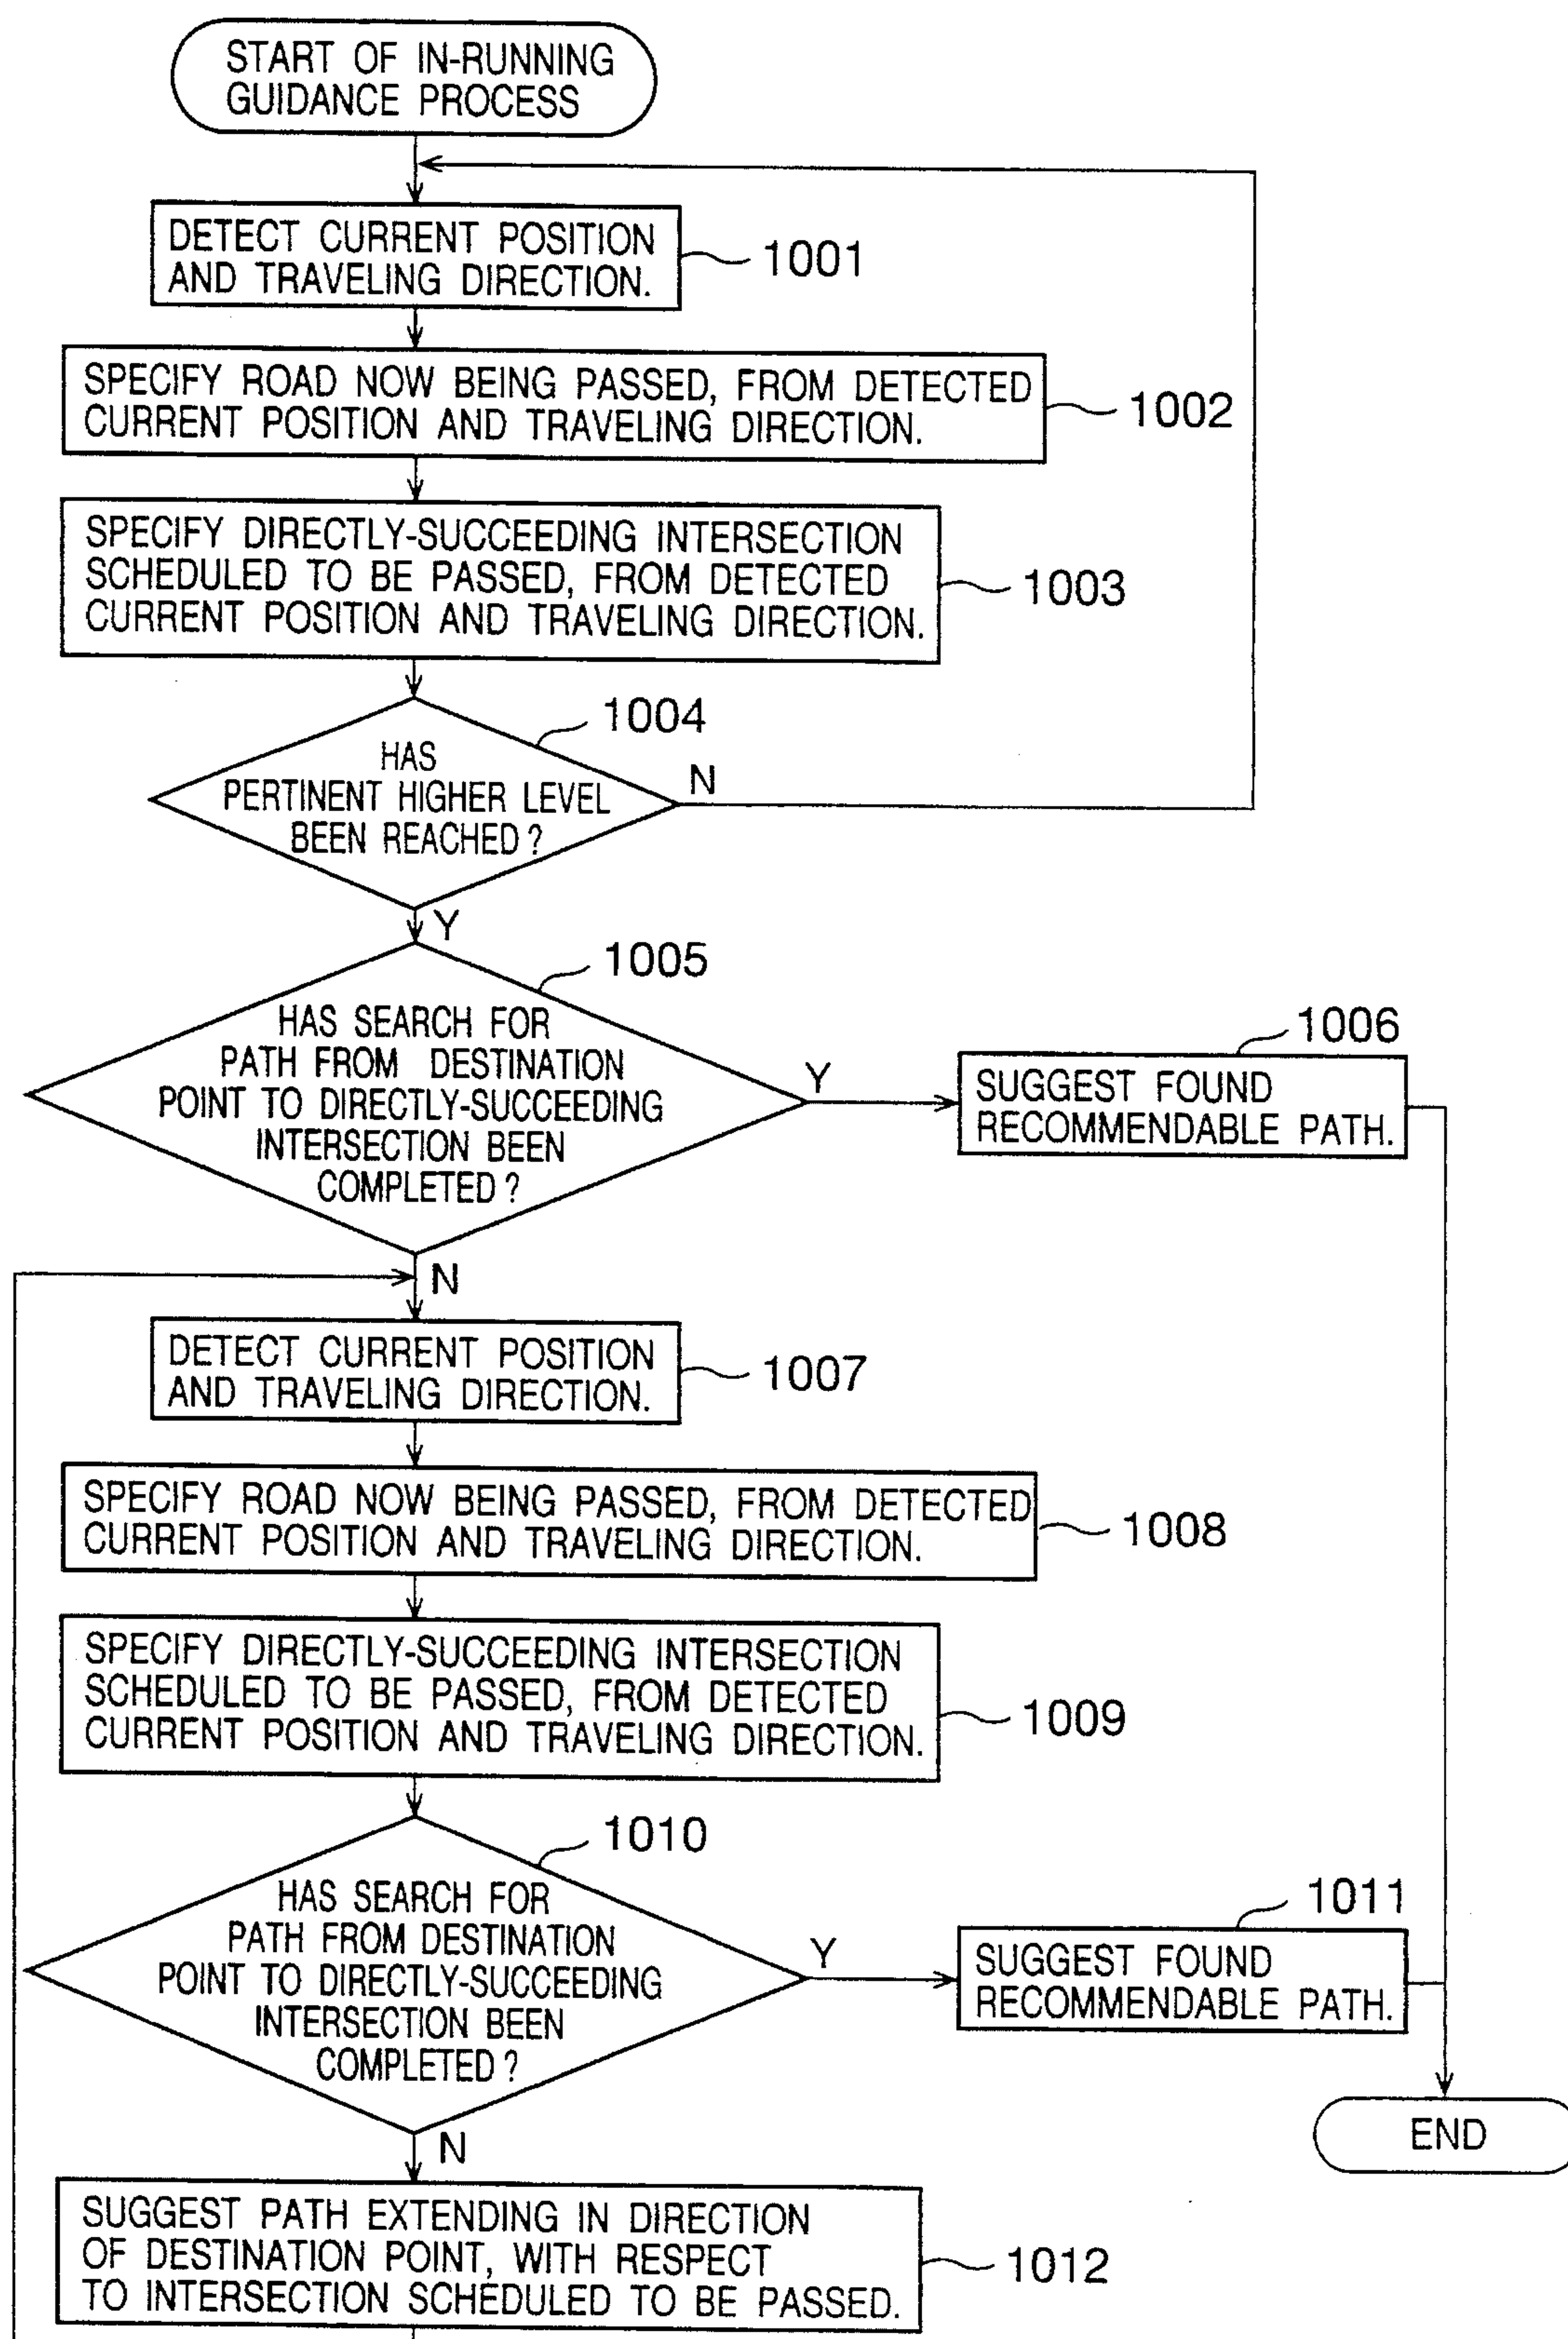 START OF IN-RUNNING
GUIDANCE PROCESS
DETECT CURRENT POSITION
AND TRAVELING DIRECTION.
1001
SPECIFY ROAD NOW BEING PASSED, FROM DETECTED
CURRENT POSITION AND TRAVELING DIRECTION.
1002
SPECIFY DIRECTLY-SUCCEEDING INTERSECTION
SCHEDULED TO BE PASSED, FROM DETECTED
CURRENT POSITION AND TRAVELING DIRECTION.
1003
1004
HAS
PERTINENT HIGHER LEVEL
BEEN REACHED?
N
Y
1005
HAS SEARCH FOR
PATH FROM DESTINATION
POINT TO DIRECTLY-SUCCEEDING
INTERSECTION BEEN
COMPLETED?
Y
1006
SUGGEST FOUND
RECOMMENDABLE PATH.
N
DETECT CURRENT POSITION
AND TRAVELING DIRECTION.
1007
SPECIFY ROAD NOW BEING PASSED, FROM DETECTED
CURRENT POSITION AND TRAVELING DIRECTION.
1008
SPECIFY DIRECTLY-SUCCEEDING INTERSECTION
SCHEDULED TO BE PASSED, FROM DETECTED
CURRENT POSITION AND TRAVELING DIRECTION.
1009
1010
HAS SEARCH FOR
PATH FROM DESTINATION
POINT TO DIRECTLY-SUCCEEDING
INTERSECTION BEEN
COMPLETED?
Y
1011
SUGGEST FOUND
RECOMMENDABLE PATH.
N
END
SUGGEST PATH EXTENDING IN DIRECTION
OF DESTINATION POINT, WITH RESPECT
TO INTERSECTION SCHEDULED TO BE PASSED.
1012